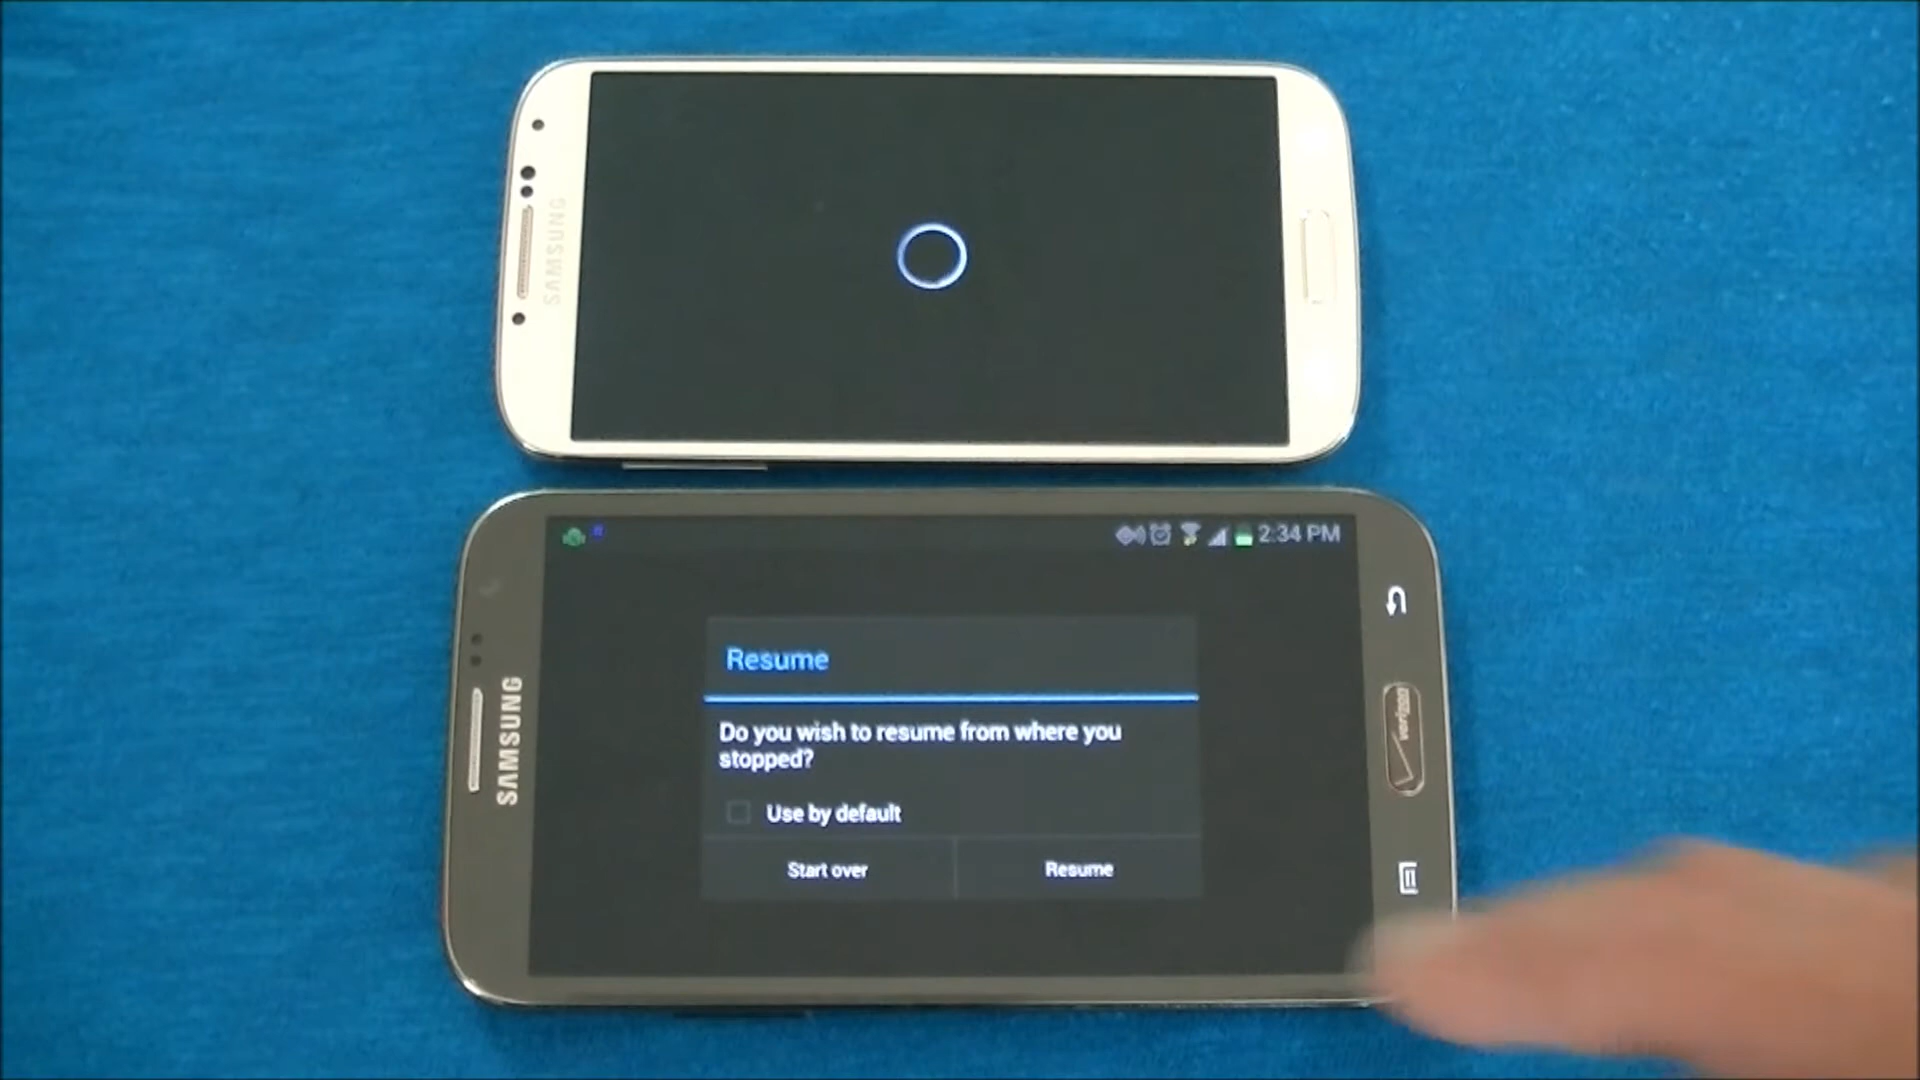 SAMSUNG
2:34 PM
Resume
Do you wish to resume from where you
stopped?
Use by default
Start over
Resume
SAMSUNG
verizon